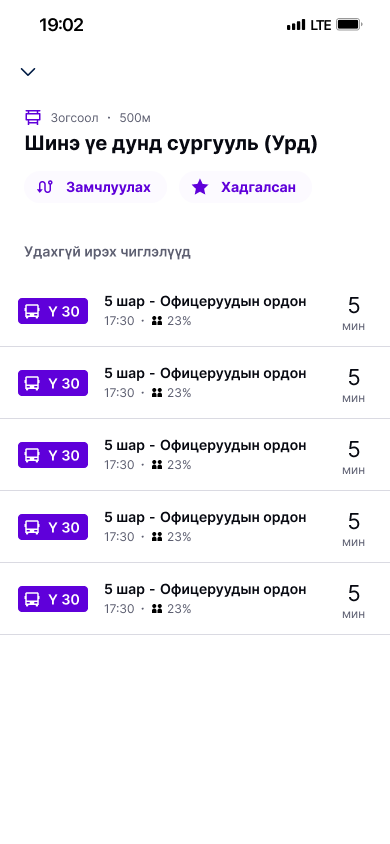 19:02 LTE
Зогсоол · 500м
Шинэ үе дунд сургууль (Урд)
Замчлуулах Хадгалсан
Удахгүй ирэх чиглэлүүд
Ү 30 5 шар - Офицеруудын ордон 5
17:30 · 23% мин
Ү 30 5 шар - Офицеруудын ордон 5
17:30 · 23% мин
Ү 30 5 шар - Офицеруудын ордон 5
17:30 · 23% мин
Ү 30 5 шар - Офицеруудын ордон 5
17:30 · 23% мин
Ү 30 5 шар - Офицеруудын ордон 5
17:30 · 23% мин